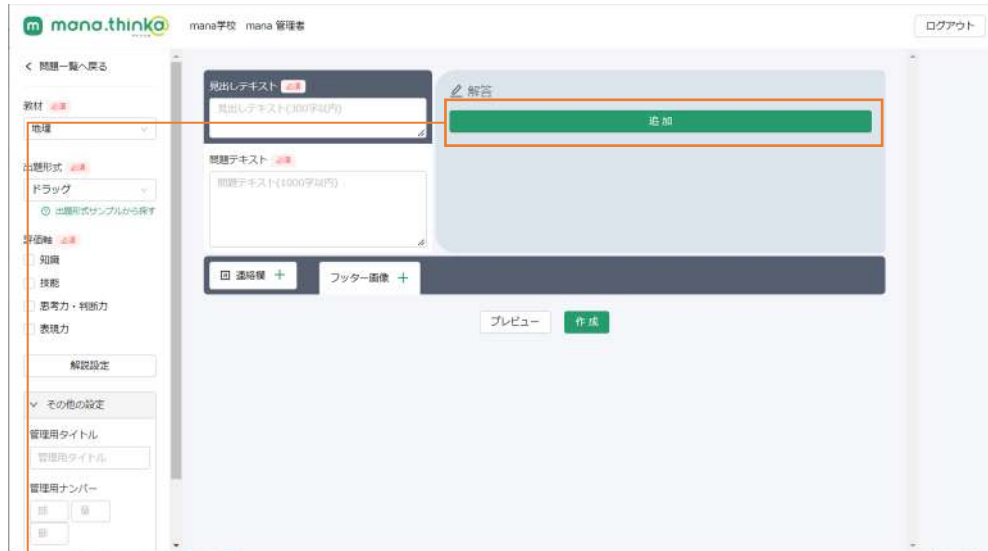 mana.thinka
mana学校 mana 管理者
ログアウト
問題一覧へ戻る
教材 必須
地理
出題形式 必須
ドラッグ
出題形式サンプルから探す
評価軸 必須
知識
技能
思考力・判断力
表現力
解説設定
その他の設定
管理用タイトル
管理用タイトル
管理用ナンバー
部 章
節
見出しテキスト 必須
見出しテキスト(300字以内)
問題テキスト 必須
問題テキスト(1000字以内)
解答
追加
連絡欄 +
フッター画像 +
プレビュー
作成